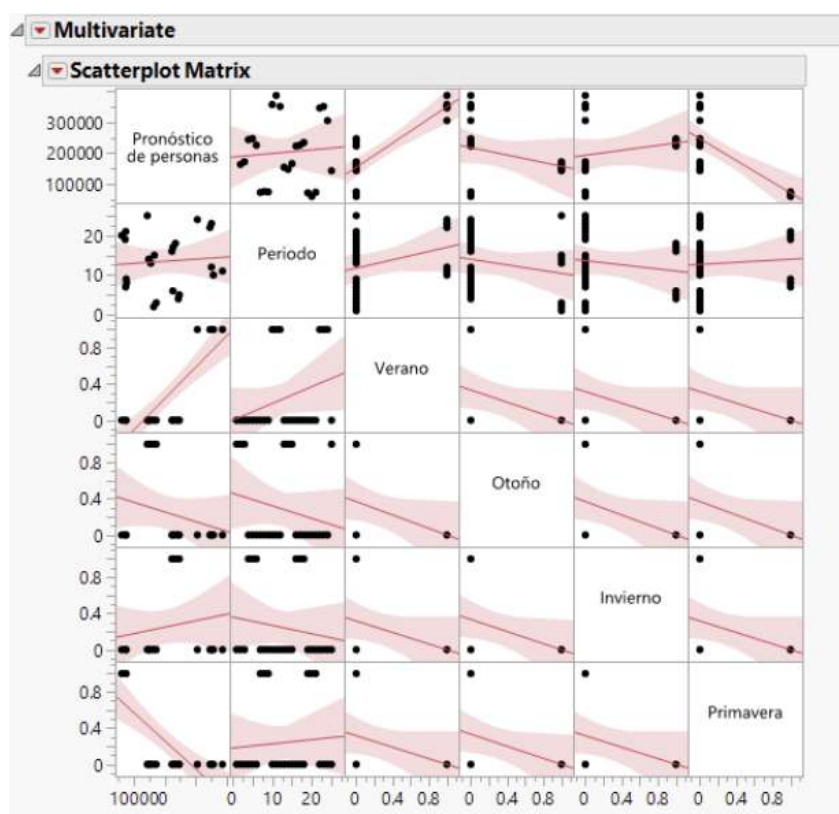 Multivariate
Scatterplot Matrix
300000
200000
100000
Pronóstico
de personas
20
10
0
Periodo
0.8
0.4
0
Verano
0.8
0.4
0
Otoño
0.8
0.4
0
Invierno
0.8
0.4
0
Primavera
100000 0 10 20 0 0.4 0.8 0 0.4 0.8 0 0.4 0.8 0 0.4 0.8